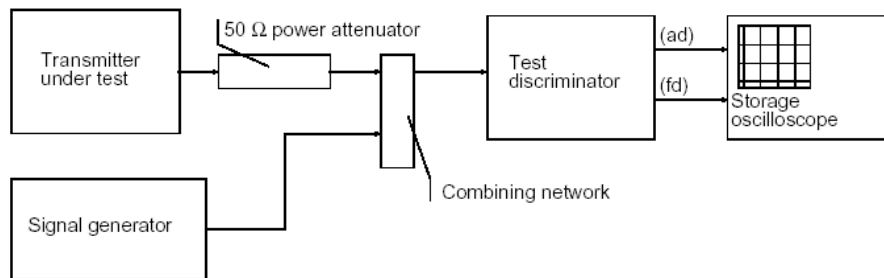 50 Ω power attenuator
Transmitter
under test
Test
discriminator
(ad)
(fd)
Storage
oscilloscope
Combining network
Signal generator